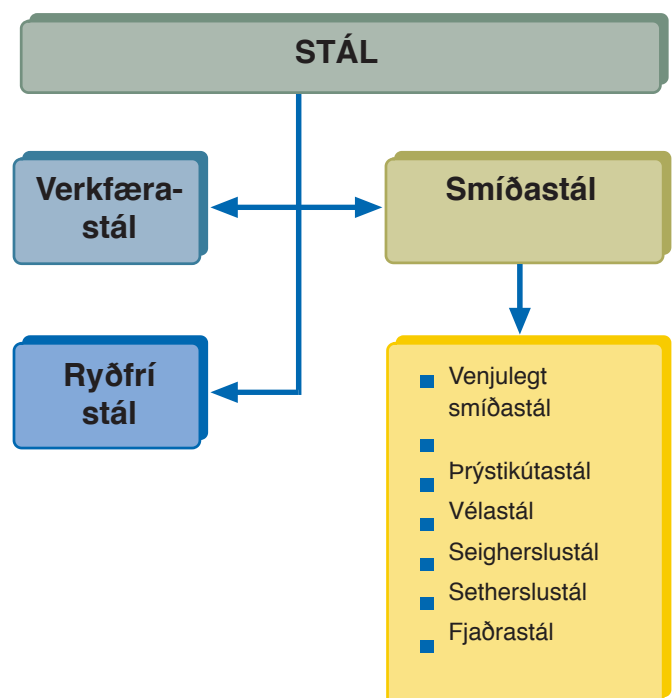 STÁL
Verkfæra-
stál
Smíðastál
Ryðfrí
stál
Venjulegt
smíðastál
Þrýstikútastál
Vélastál
Seigherslustál
Setherslustál
Fjaðrastál